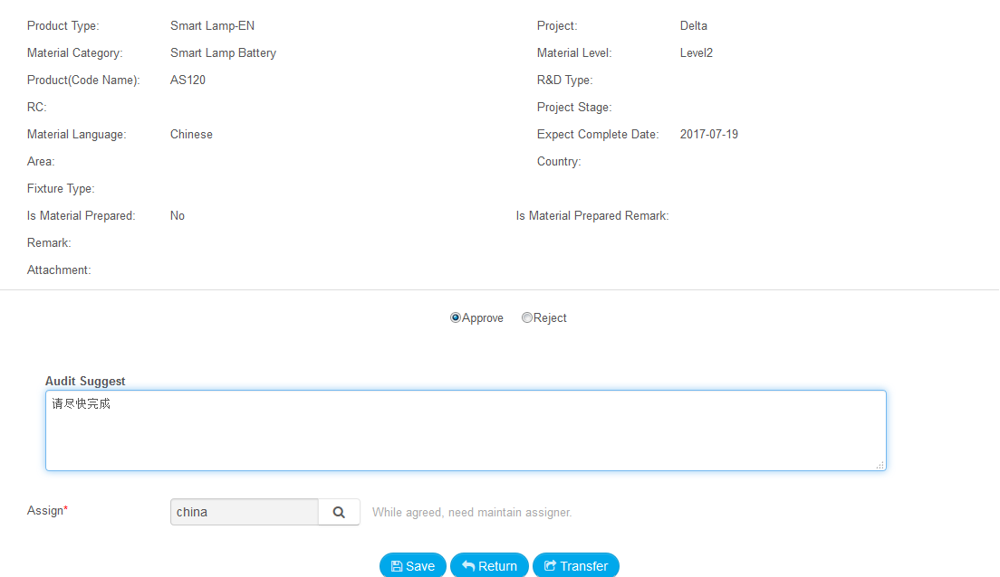 Product Type: Smart Lamp-EN Project: Delta
Material Category: Smart Lamp Battery Material Level: Level2
Product(Code Name): AS120 R&D Type:
RC: Project Stage:
Material Language: Chinese Expect Complete Date: 2017-07-19
Area: Country:
Fixture Type:
Is Material Prepared: No Is Material Prepared Remark:
Remark:
Attachment:
Approve Reject
Audit Suggest
请尽快完成
Assign* china While agreed, need maintain assigner.
Save Return Transfer